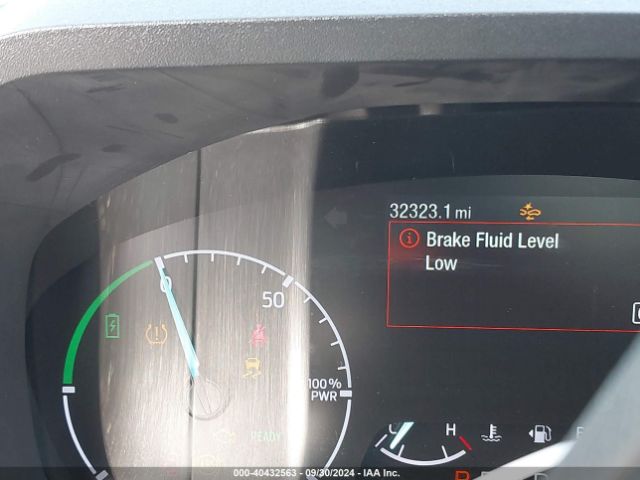 32323.1 mi
Brake Fluid Level
Low
50
100%
PWR
READY
C H
000-40432563 - 09/30/2024 - IAA Inc.